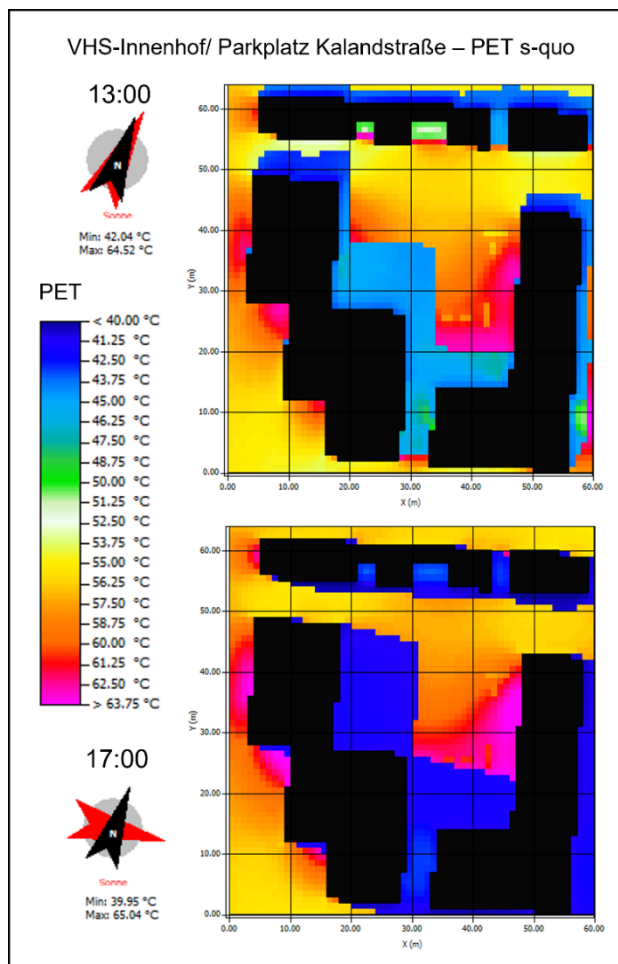 VHS-Innenhof/ Parkplatz Kalandstraße – PET s-quo
13:00
N
Sonne
Min: 42.04 °C
Max: 64.52 °C
PET
< 40.00 °C
41.25 °C
42.50 °C
43.75 °C
45.00 °C
46.25 °C
47.50 °C
48.75 °C
50.00 °C
51.25 °C
52.50 °C
53.75 °C
55.00 °C
56.25 °C
57.50 °C
58.75 °C
60.00 °C
61.25 °C
62.50 °C
> 63.75 °C
17:00
N
Sonne
Min: 39.95 °C
Max: 65.04 °C
60.00
50.00
40.00
Y (m)
30.00
20.00
10.00
0.00
0.00 10.00 20.00 30.00 40.00 50.00 60.00
X (m)
60.00
50.00
40.00
Y (m)
30.00
20.00
10.00
0.00
0.00 10.00 20.00 30.00 40.00 50.00 60.00
X (m)